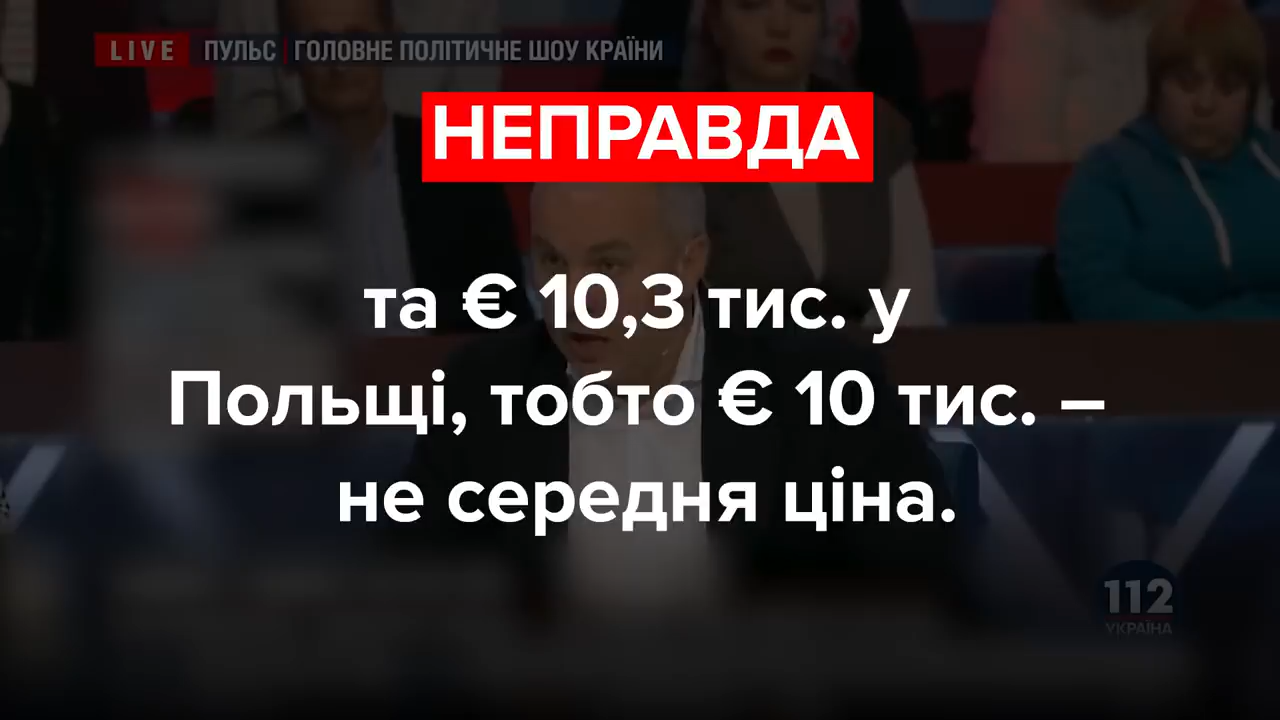 LIVE ПУЛЬС | ГОЛОВНЕ ПОЛІТИЧНЕ ШОУ КРАЇНИ
НЕПРАВДА
та € 10,3 тис. у
Польщі, тобто € 10 тис. –
не середня ціна.
112
УКРАЇНА